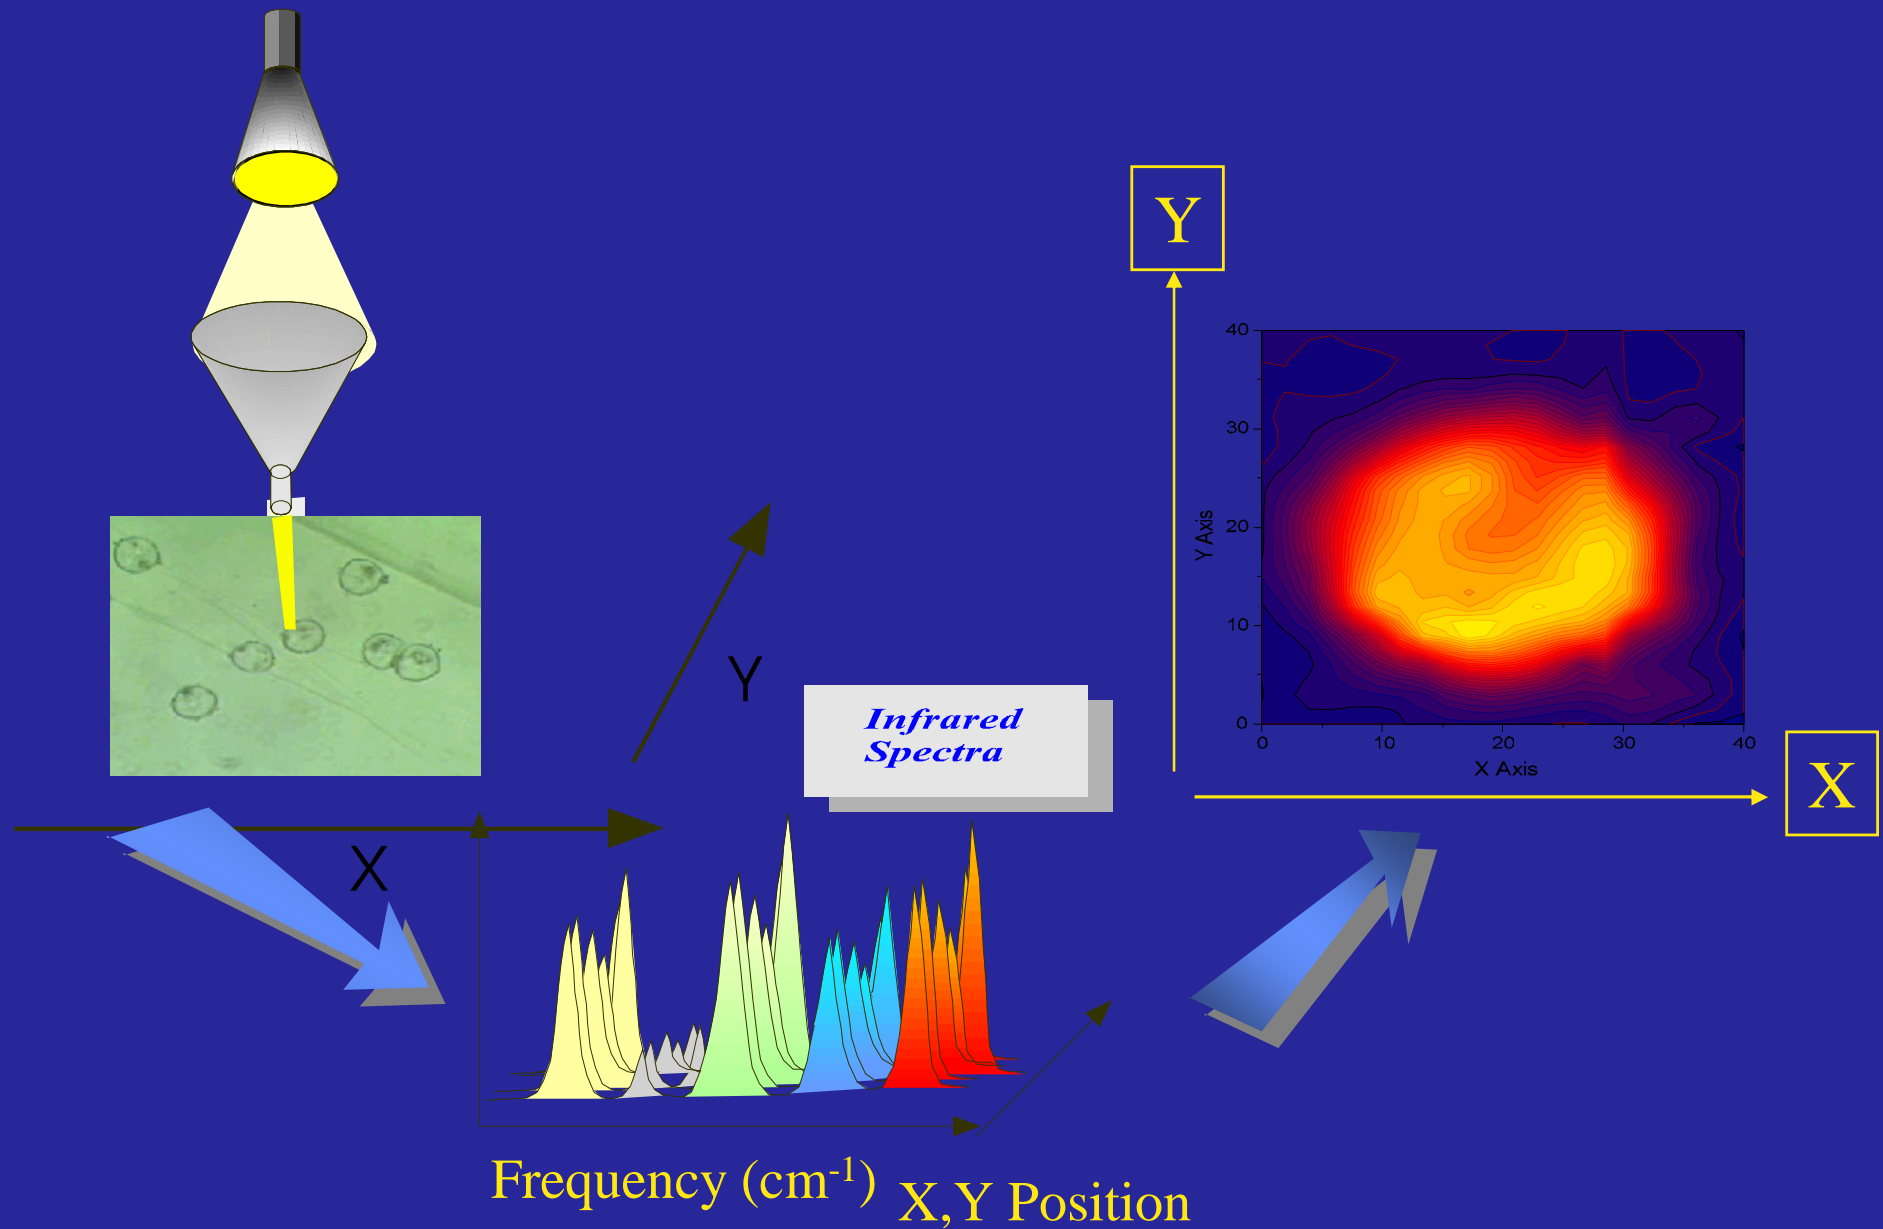 Y
40
30
20
10
0
Y Axis
0 10 20 30 40
X Axis
X
Y
X
Infrared
Spectra
Frequency (cm-1)
X,Y Position